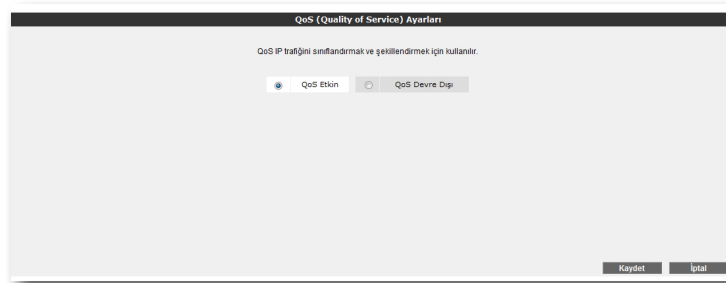 QoS (Quality of Service) Ayarları
QoS IP trafiğini sınıflandırmak ve şekillendirmek için kullanılır.
QoS Etkin QoS Devre Dışı
Kaydet İptal